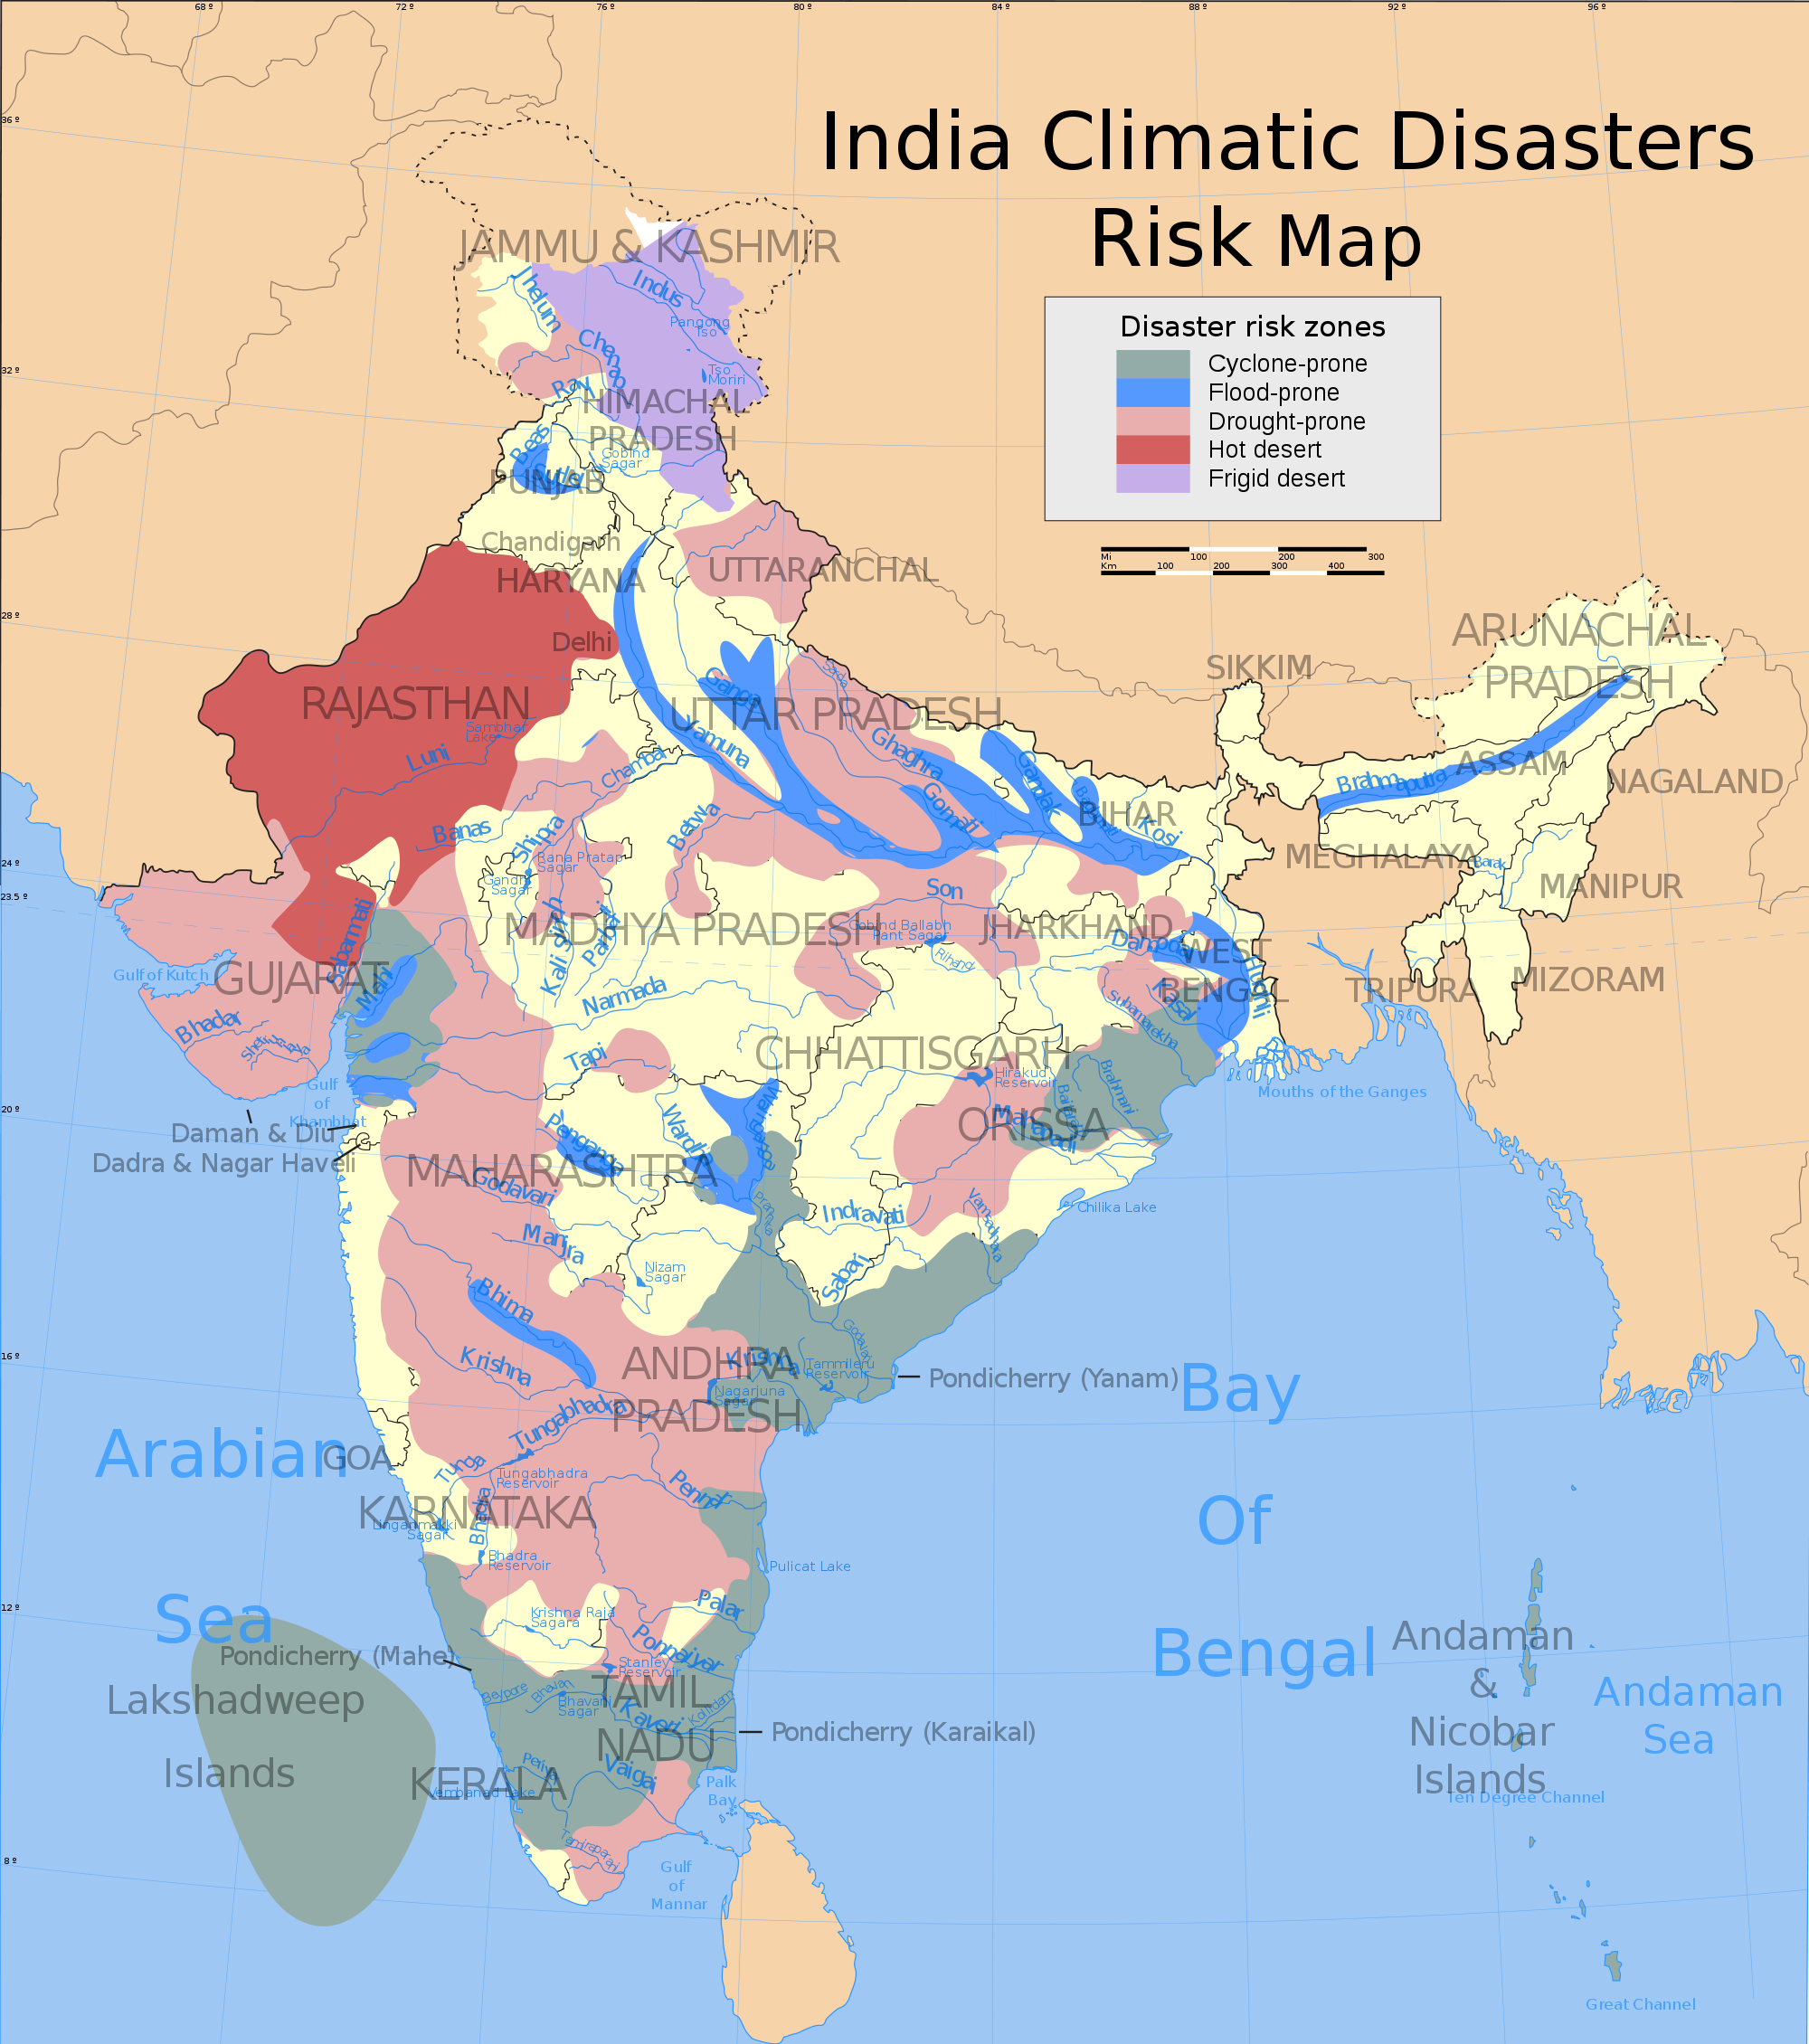 68º 72º 76º 80º 84º 88º 92º 96º
36º
India Climatic Disasters
Risk Map
JAMMU & KASHMIR
Jhelum
Indus
Disaster risk zones
Pangong
Tso
Chenab
Cyclone-prone
32º
Tso
Moriri
Flood-prone
Ravi
HIMACHAL
Drought-prone
PRADESH
Beas
Hot desert
Gobind
Sagar
Sutlej
PUNJAB
Frigid desert
Chandigarh
Mi 100 200 300
Km 100 200 300 400
HARYANA
UTTARANCHAL
28º
Delhi
ARUNACHAL
PRADESH
SIKKIM
RAJASTHAN
Ganga
Sarda
UTTAR PRADESH
Sambhar
Lake
Luni
Yamuna
Ghaghra
Chambal
Gandak
Brahmaputra
ASSAM
NAGALAND
Banas
Shipra
Betwa
Gomati
BIHAR
Kosi
24º
Rana Pratap
Sagar
MEGHALAYA
Barak
Gandhi
Sagar
Son
MANIPUR
23.5º
Sabarmati
Kali Sindh
Parbati
MADHYA PRADESH
Gobind Ballabh
Pant Sagar
Rihand
JHARKHAND
Damodar
WEST
BENGAL
Gulf of Kutch
GUJARAT
Mahi
Narmada
Kasai
Hughli
TRIPURA
MIZORAM
Bhadar
Subarnarekha
Tapi
CHHATTISGARH
Hirakud
Reservoir
Brahmani
Baitarani
Mouths of the Ganges
Gulf
of
Khambhat
20º
Daman & Diu
Dadra & Nagar Haveli
Wardha
Wainganga
Penganga
Mahanadi
ORISSA
MAHARASHTRA
Godavari
Pranahita
Indravati
Vamsadhara
Chilika Lake
Manjra
Nizam
Sagar
Sabari
Bhima
Godavari
16º
Krishna
ANDHRA
PRADESH
Krishna
Tammileru
Reservoir
Pondicherry (Yanam)
Nagarjuna
Sagar
Bay
Of
Bengal
Arabian
Sea
GOA
Tungabhadra
Tunga
Tungabhadra
Reservoir
KARNATAKA
Penner
Linganmakki
Sagar
Bhadra
Bhadra
Reservoir
Pulicat Lake
12º
Krishna Raja
Sagara
Palar
Ponnaiyar
Pondicherry (Mahe)
Stanley
Reservoir
Lakshadweep
Islands
TAMIL
NADU
Beypore
Bhavani
Bhavani
Sagar
Kaveri
Kollidam
Pondicherry (Karaikal)
Andaman
&
Nicobar
Islands
Andaman
Sea
KERALA
Periyar
Vaigai
Vembanad Lake
Palk
Bay
Ten Degree Channel
8º
Tamiraparani
Gulf
of
Mannar
Great Channel